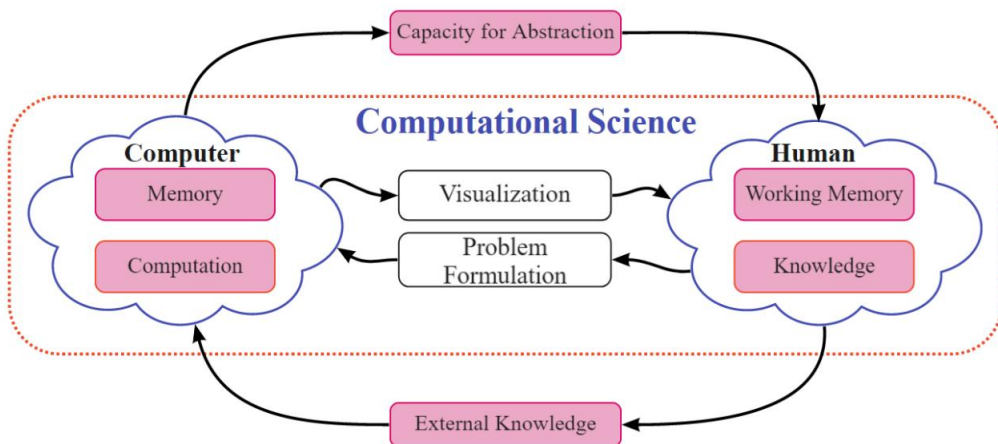 Capacity for Abstraction
Computational Science
Computer
Human
Memory
Visualization
Working Memory
Computation
Problem
Formulation
Knowledge
External Knowledge